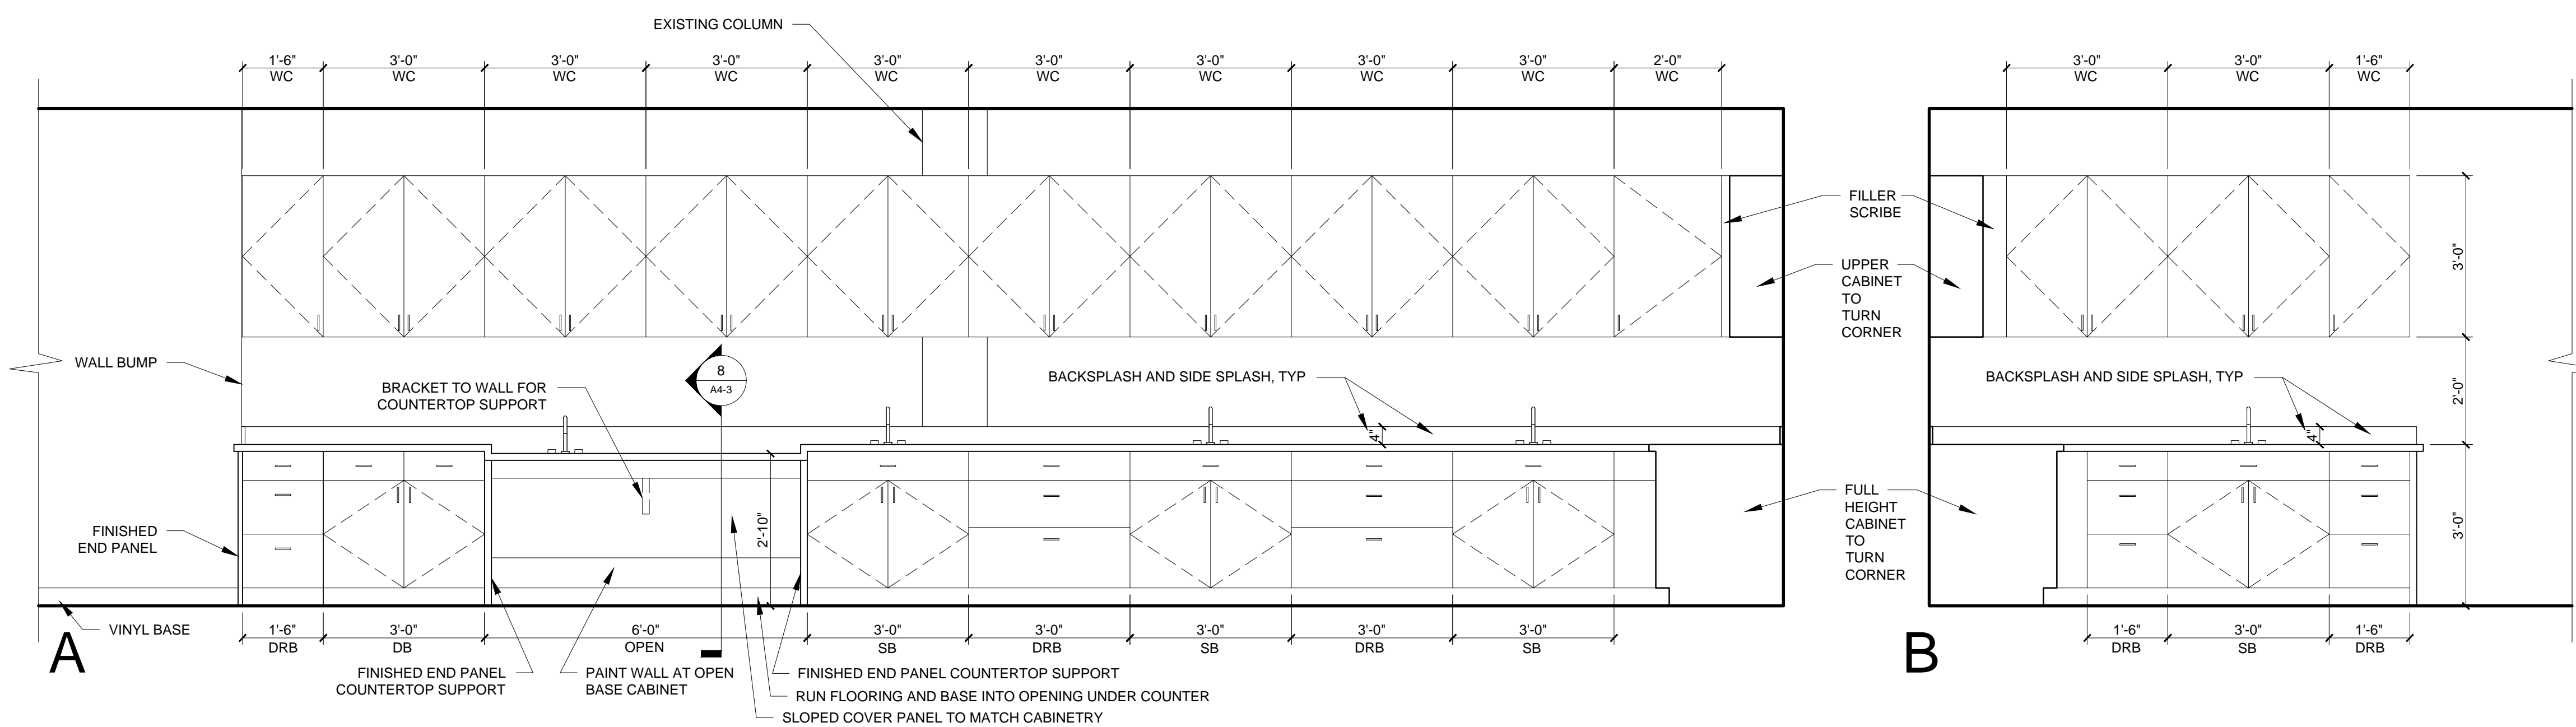 EXISTING COLUMN
1'-6" 3'-0" 3'-0" 3'-0" 3'-0" 3'-0" 3'-0" 3'-0" 3'-0" 2'-0" 3'-0" 3'-0" 1'-6"
WC WC WC WC WC WC WC WC WC WC WC WC WC
FILLER
SCRIBE
UPPER
CABINET
TO
TURN
CORNER
3'-0"
WALL BUMP
8
A4-3
BRACKET TO WALL FOR
COUNTERTOP SUPPORT
BACKSPLASH AND SIDE SPLASH, TYP
BACKSPLASH AND SIDE SPLASH, TYP
2'-0"
4"
4"
FINISHED
END PANEL
2'-10"
FULL
HEIGHT
CABINET
TO
TURN
CORNER
3'-0"
VINYL BASE
1'-6" 3'-0" 6'-0" 3'-0" 3'-0" 3'-0" 3'-0" 3'-0" 1'-6" 3'-0" 1'-6"
DRB DB OPEN SB DRB SB DRB SB DRB SB DRB
A
B
FINISHED END PANEL
COUNTERTOP SUPPORT
PAINT WALL AT OPEN
BASE CABINET
FINISHED END PANEL COUNTERTOP SUPPORT
RUN FLOORING AND BASE INTO OPENING UNDER COUNTER
SLOPED COVER PANEL TO MATCH CABINETRY